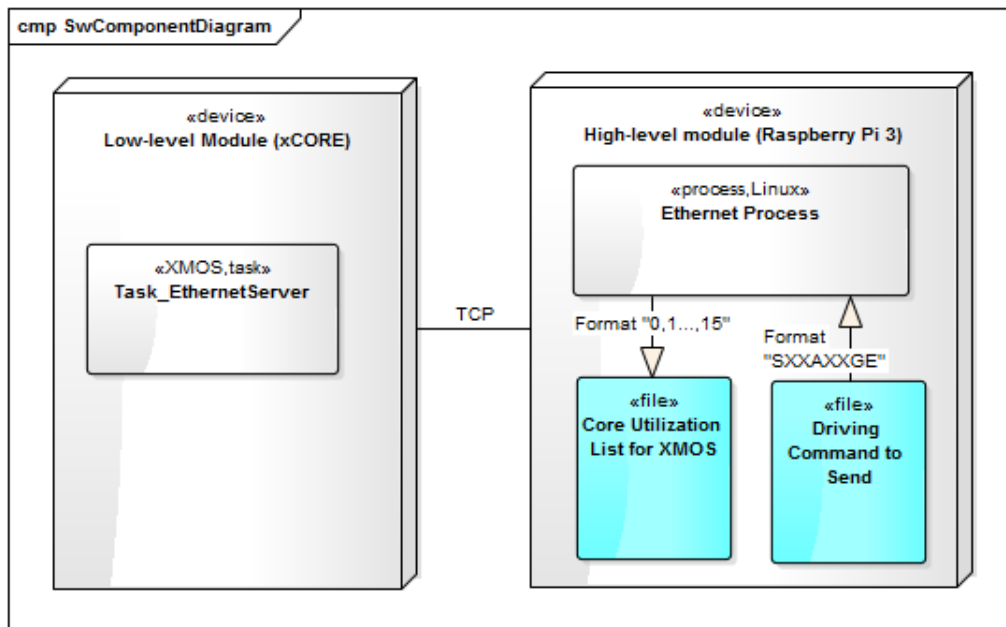 cmp SwComponentDiagram
«device»
Low-level Module (xCORE)
«XMOS,task»
Task_EthernetServer
TCP
«device»
High-level module (Raspberry Pi 3)
«process,Linux»
Ethernet Process
Format "0,1...,15"
Format
"SXXAXXGE"
«file»
Core Utilization
List for XMOS
«file»
Driving
Command to
Send